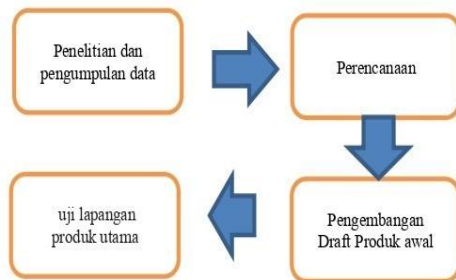 Penelitian dan
pengumpulan data
Perencanaan
Pengembangan
Draft Produk awal
uji lapangan
produk utama